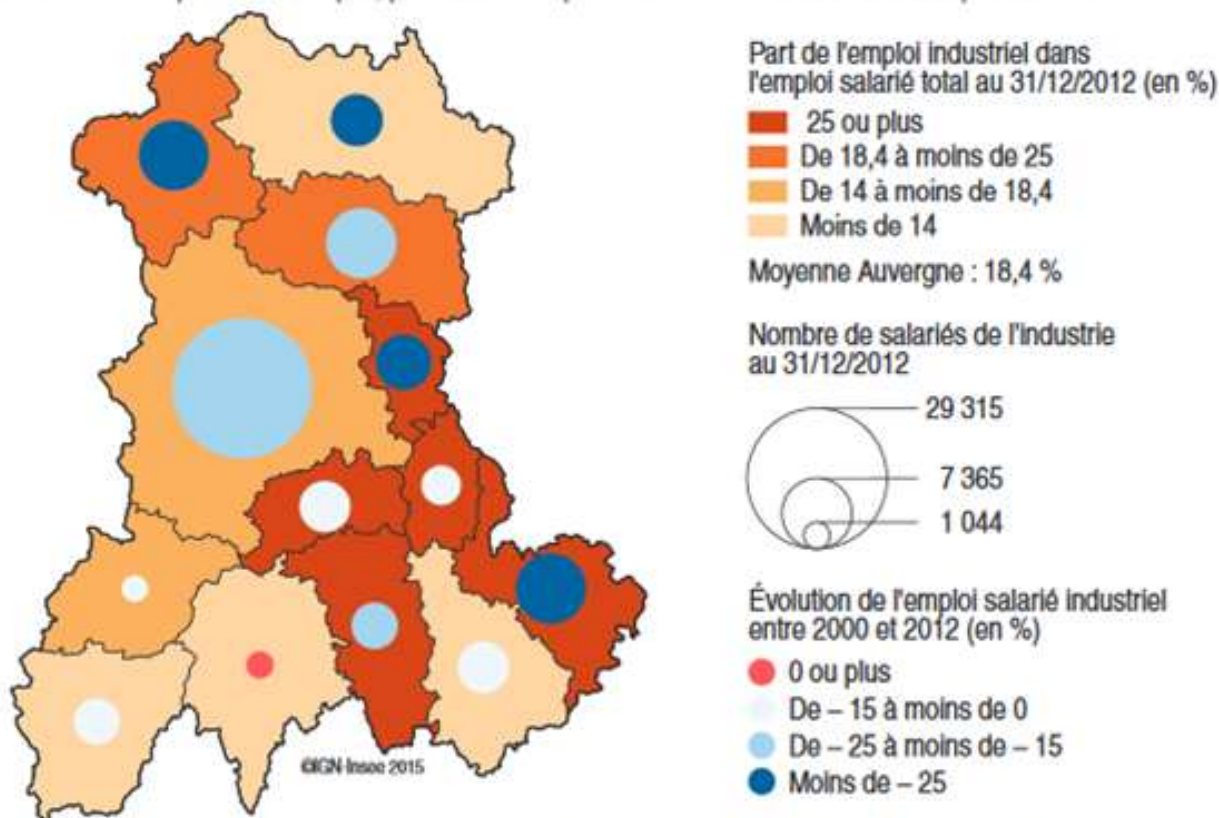 Part de l'emploi industriel dans
l'emploi salarié total au 31/12/2012 (en %)
25 ou plus
De 18,4 à moins de 25
De 14 à moins de 18,4
Moins de 14
Moyenne Auvergne : 18,4 %
Nombre de salariés de l'industrie
au 31/12/2012
29 315
7 365
1 044
Évolution de l'emploi salarié industriel
entre 2000 et 2012 (en %)
0 ou plus
De – 15 à moins de 0
De – 25 à moins de – 15
Moins de – 25
©IGN-Insee 2015